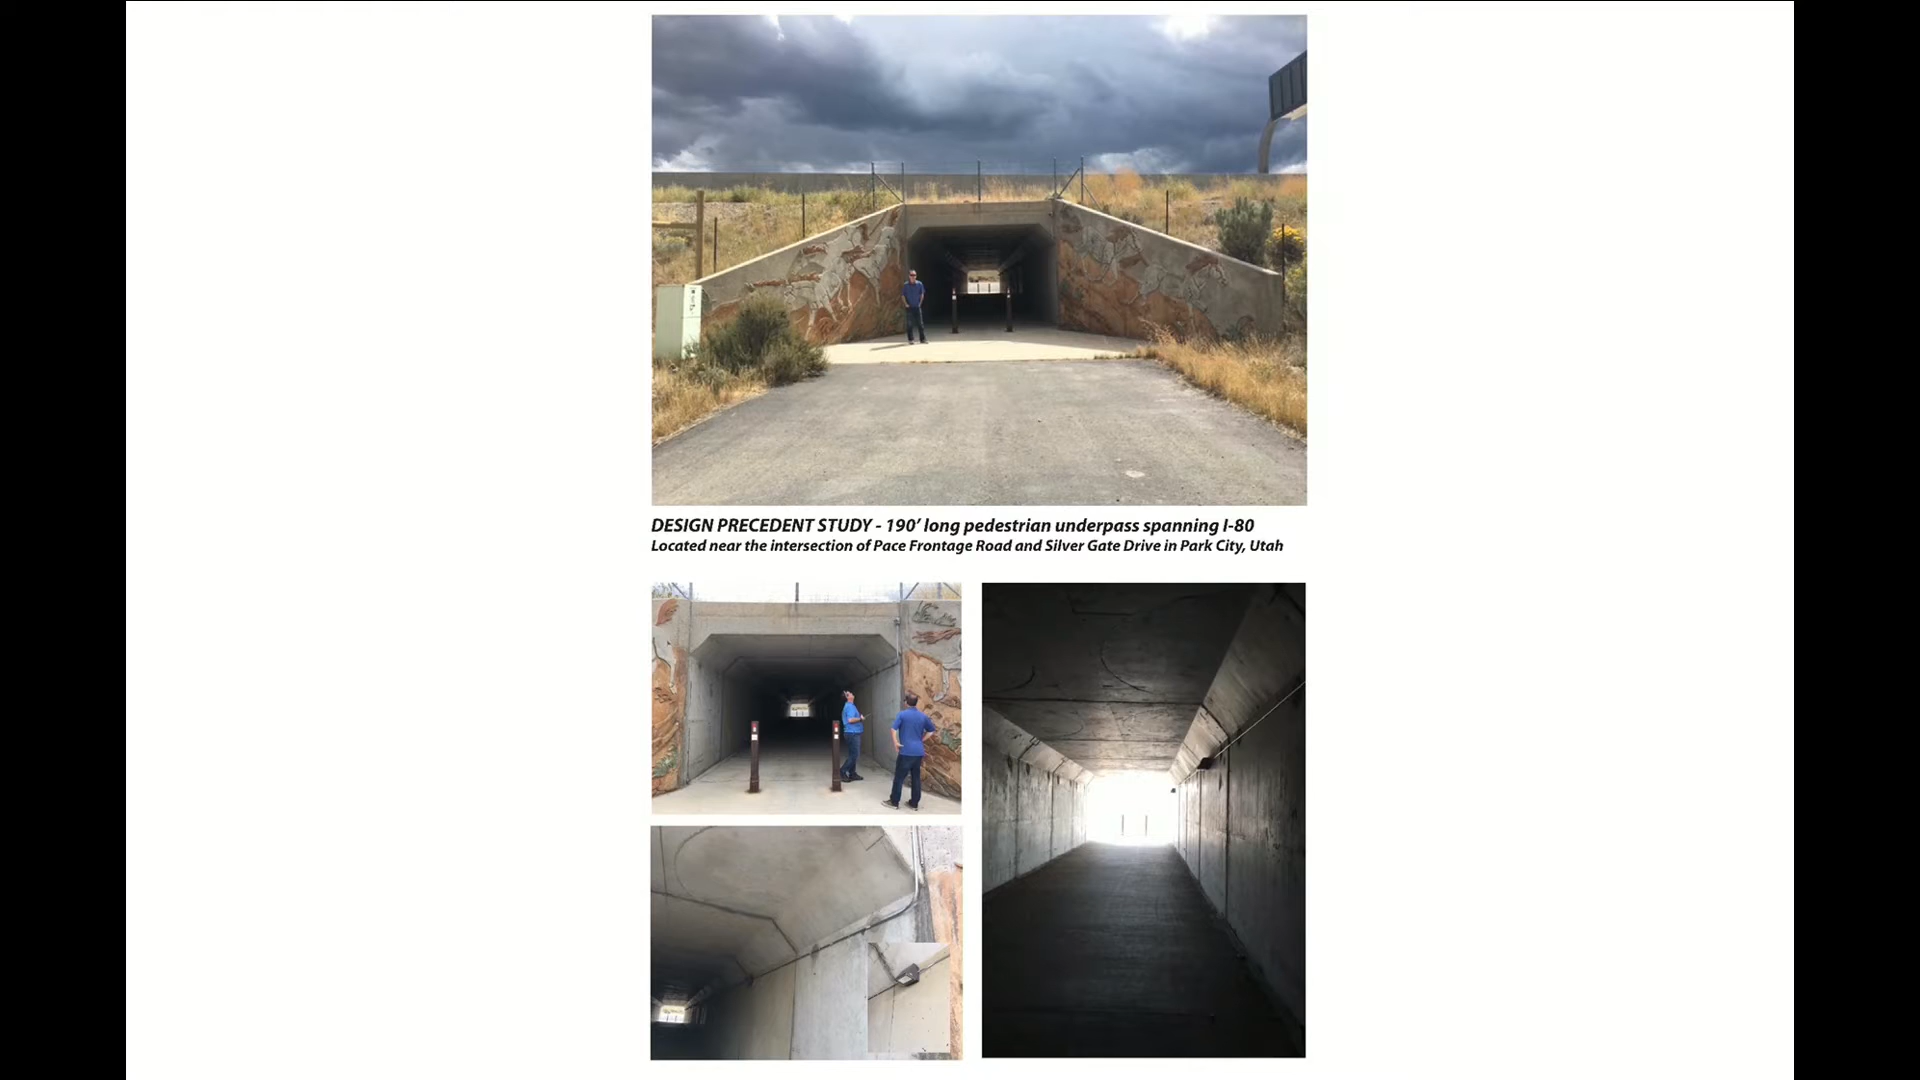 DESIGN PRECEDENT STUDY - 190’ long pedestrian underpass spanning I-80
Located near the intersection of Pace Frontage Road and Silver Gate Drive in Park City, Utah